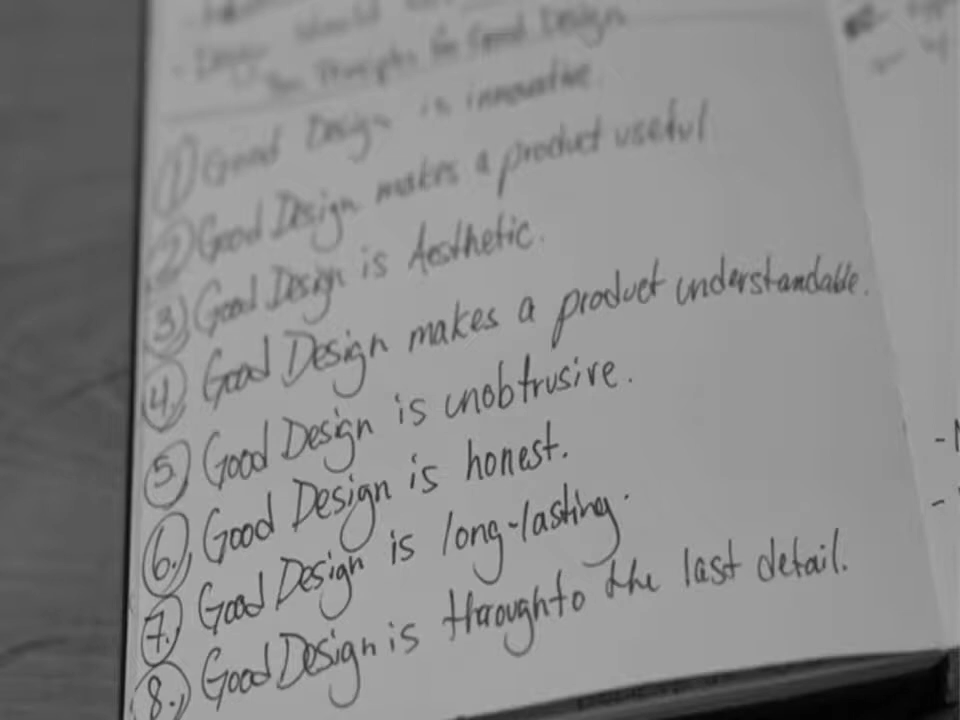 Ten Principles for Good Design
① Good Design is innovative.
② Good Design makes a product useful
③ Good Design is Aesthetic.
④ Good Design makes a product understandable.
⑤ Good Design is unobtrusive.
⑥ Good Design is honest.
⑦ Good Design is long-lasting.
⑧ Good Design is throughto the last detail.